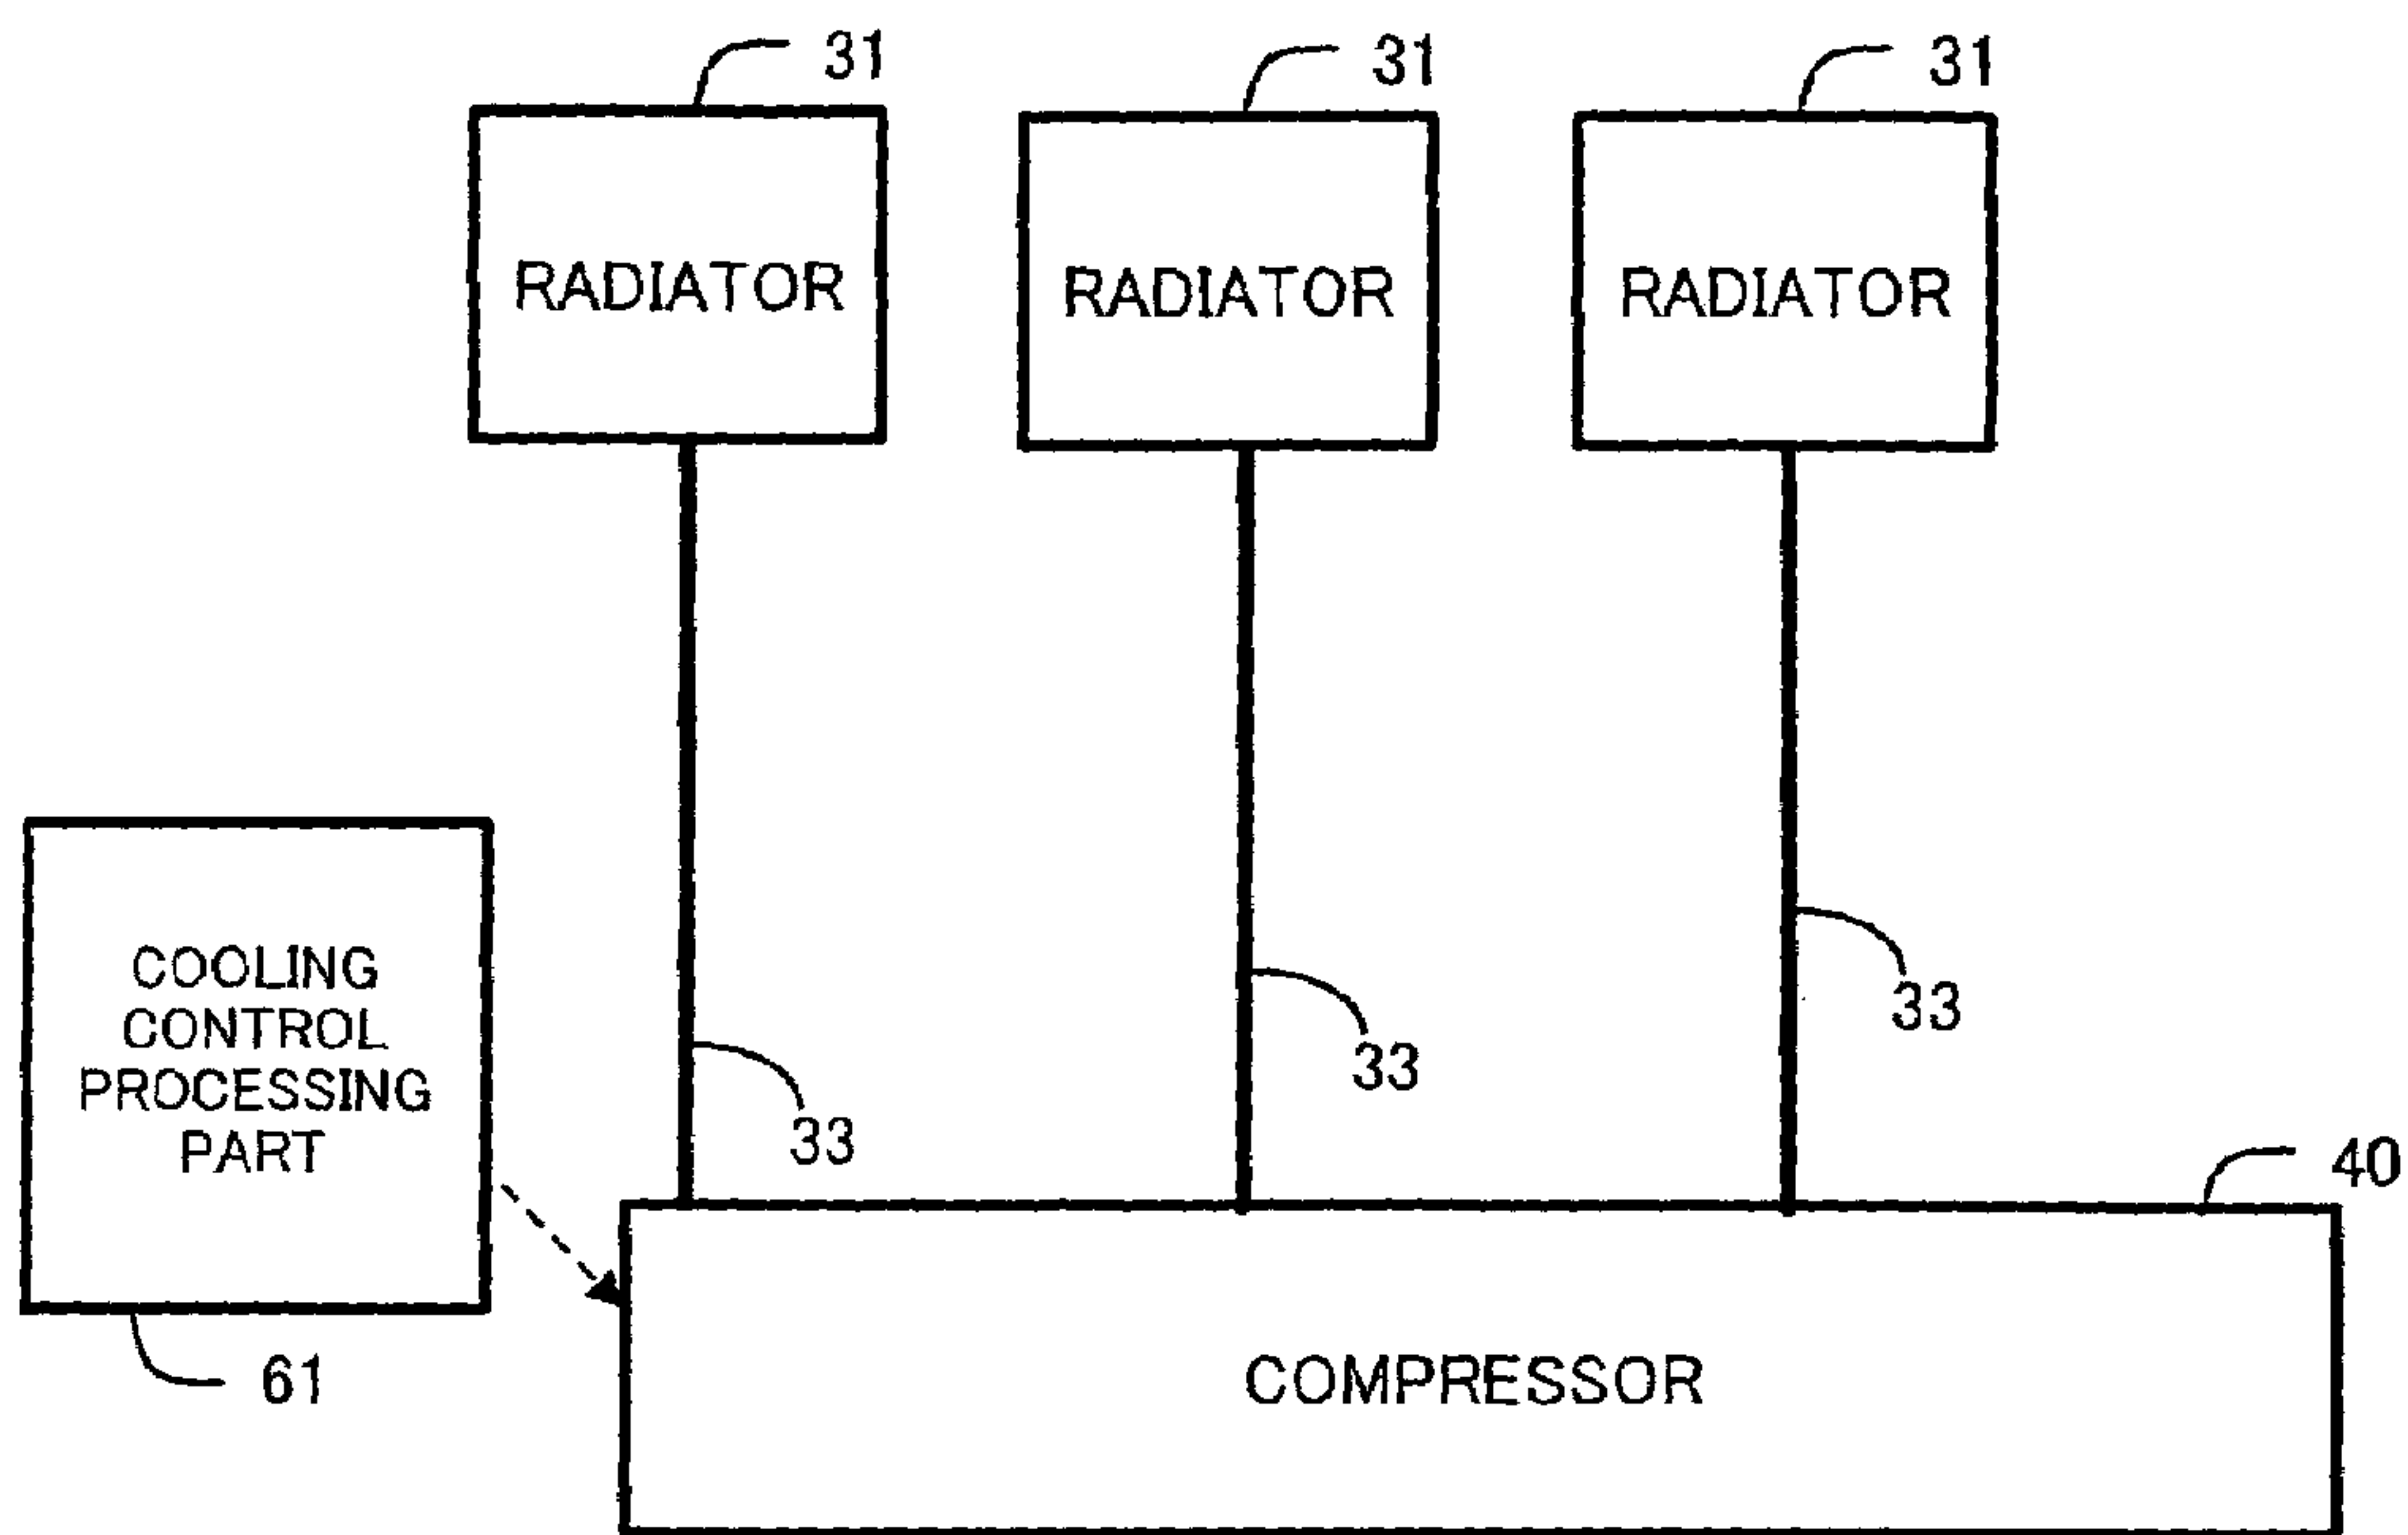 31
31
31
RADIATOR
RADIATOR
RADIATOR
COOLING
CONTROL
PROCESSING
PART
33
33
33
40
61
COMPRESSOR